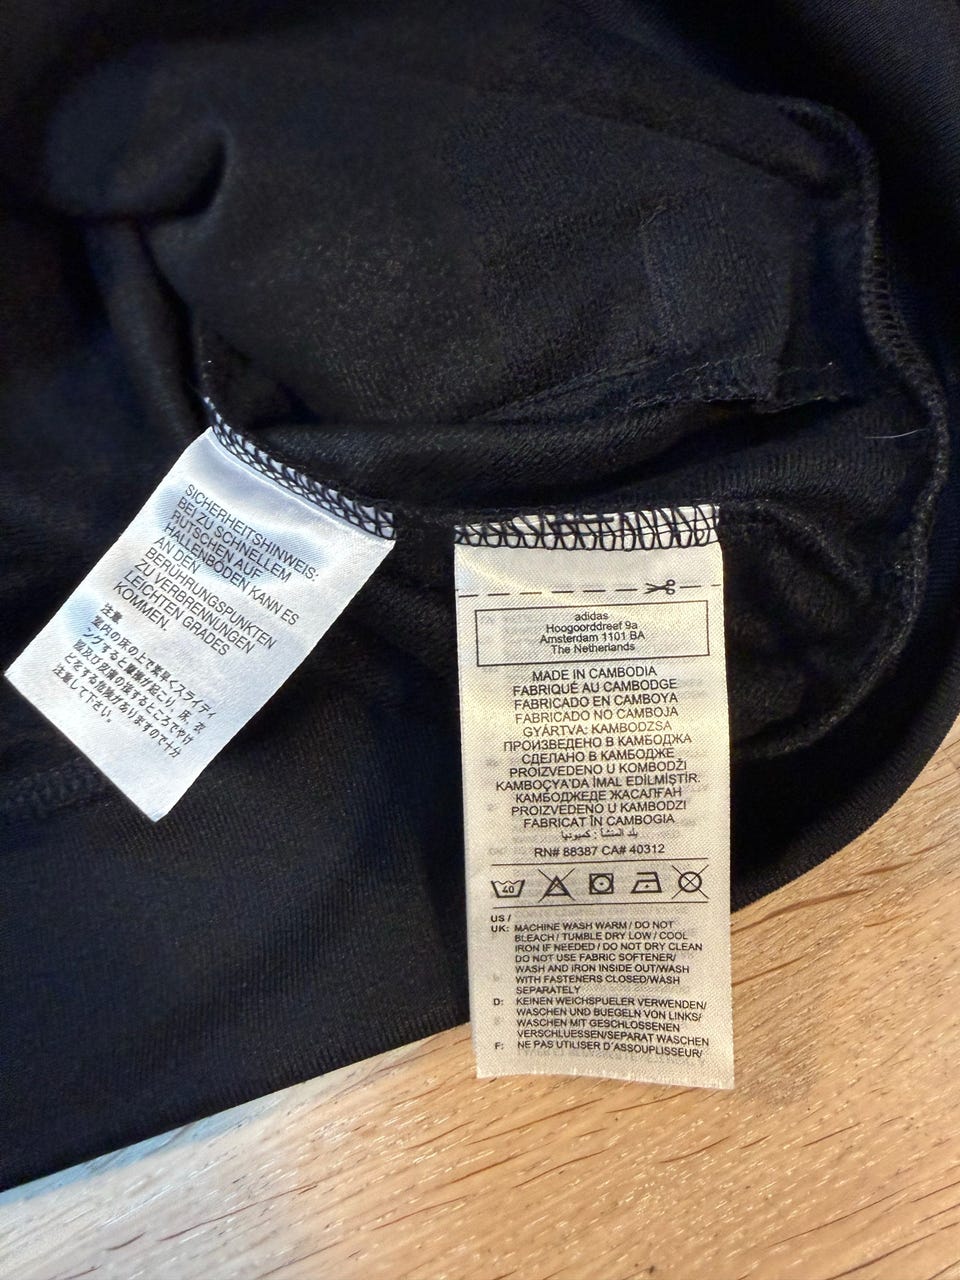 SICHERHEITSHINWEIS:
BEI ZU SCHNELLEM
RUTSCHEN AUF
HALLENBÖDEN KANN ES
AN DEN
BERÜHRUNGSPUNKTEN
ZU VERBRENNUNGEN
LEICHTEN GRADES
KOMMEN.
注意
室内の床の上で素早くスライディ
ングすると摩擦が起こり、床、衣
服及び皮膚の接するところでやけ
どをする危険がありますので十分
注意して下さい。
adidas
Hoogoorddreef 9a
Amsterdam 1101 BA
The Netherlands
MADE IN CAMBODIA
FABRIQUÉ AU CAMBODGE
FABRICADO EN CAMBOYA
FABRICADO NO CAMBOJA
GYÁRTVA: KAMBODZSA
ПРОИЗВЕДЕНО В КАМБОДЖА
СДЕЛАНО В КАМБОДЖЕ
PROIZVEDENO U KOMBODŽI
KAMBOÇYA'DA İMAL EDİLMİŞTİR.
КАМБОДЖЕДЕ ЖАСАЛҒАН
PROIZVEDENO U KAMBODZI
FABRICAT ÎN CAMBOGIA
بلد المنشأ : كمبوديا
RN# 88387 CA# 40312
40
US /
UK: MACHINE WASH WARM / DO NOT
BLEACH / TUMBLE DRY LOW / COOL
IRON IF NEEDED / DO NOT DRY CLEAN
DO NOT USE FABRIC SOFTENER/
WASH AND IRON INSIDE OUT/WASH
WITH FASTENERS CLOSED/WASH
SEPARATELY
D: KEINEN WEICHSPUELER VERWENDEN/
WASCHEN UND BUEGELN VON LINKS/
WASCHEN MIT GESCHLOSSENEN
VERSCHLUESSEN/SEPARAT WASCHEN
F: NE PAS UTILISER D'ASSOUPLISSEUR/